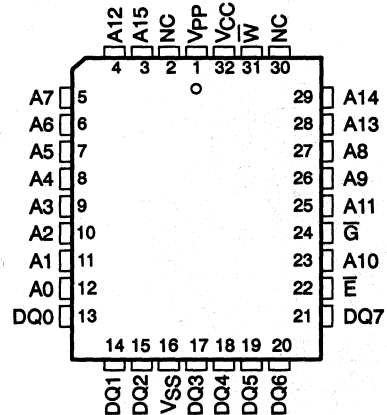 A12 A15 NC VPP VCC W̅ NC
4 3 2 1 32 31 30
A7 5 29 A14
A6 6 28 A13
A5 7 27 A8
A4 8 26 A9
A3 9 25 A11
A2 10 24 G̅
A1 11 23 A10
A0 12 22 E̅
DQ0 13 21 DQ7
14 15 16 17 18 19 20
DQ1 DQ2 VSS DQ3 DQ4 DQ5 DQ6